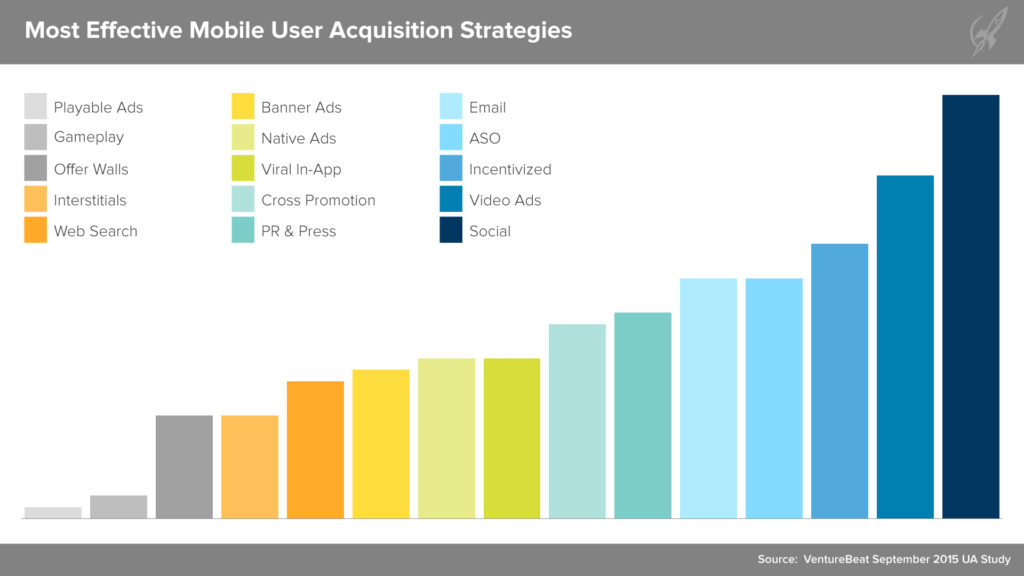 Most Effective Mobile User Acquisition Strategies
Playable Ads
Gameplay
Offer Walls
Interstitials
Web Search
Banner Ads
Native Ads
Viral In-App
Cross Promotion
PR & Press
Email
ASO
Incentivized
Video Ads
Social
Source: VentureBeat September 2015 UA Study